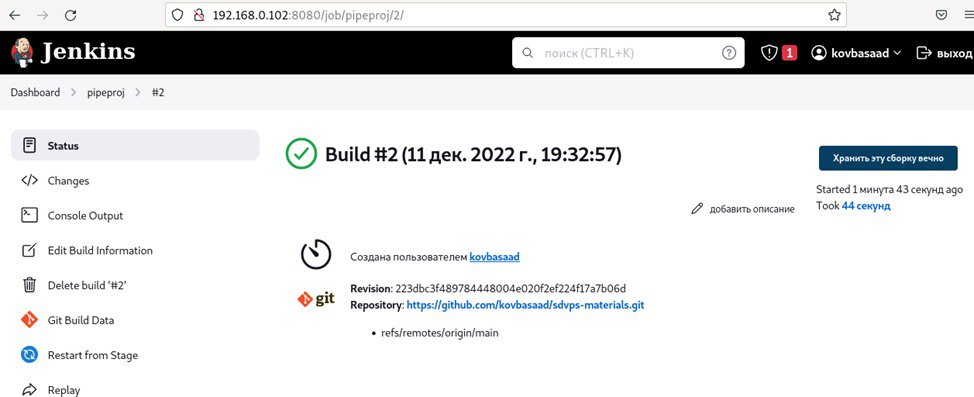 192.168.0.102:8080/job/pipeproj/2/
Jenkins
поиск (CTRL+K)
1
kovbasaad
выход
Dashboard
pipeproj
#2
Status
Changes
Console Output
Edit Build Information
Delete build ‘#2’
Git Build Data
Restart from Stage
Replay
Build #2 (11 дек. 2022 г., 19:32:57)
Хранить эту сборку вечно
Started 1 минута 43 секунд ago
Took 44 секунд
добавить описание
Создана пользователем kovbasaad
git
Revision: 223dbc3f489784448004e020f2ef224f17a7b06d
Repository: https://github.com/kovbasaad/sdvps-materials.git
• refs/remotes/origin/main